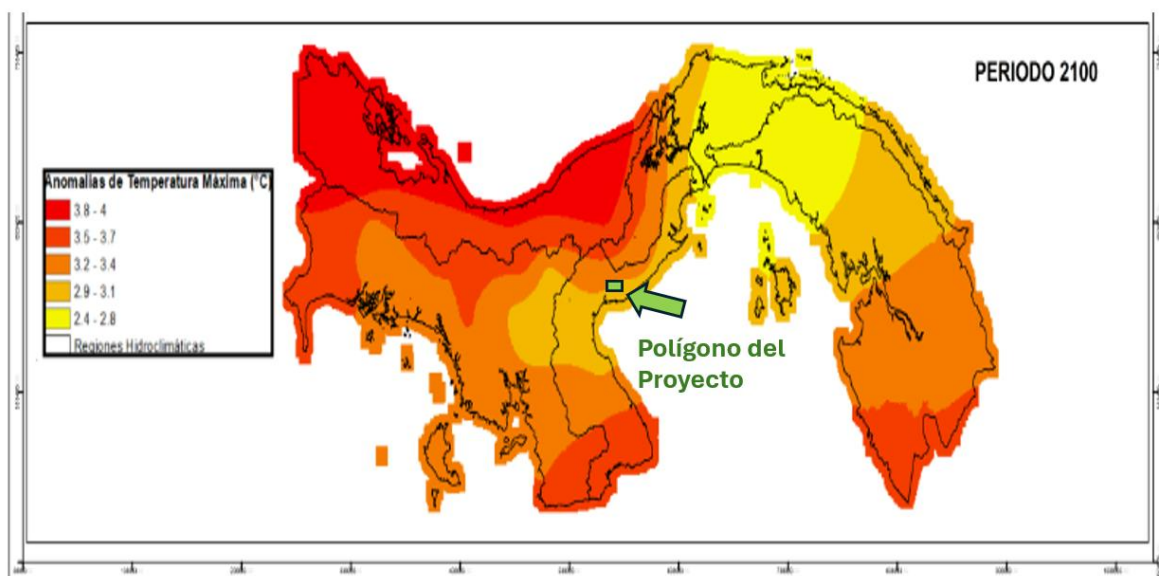 PERIODO 2100
Anomalías de Temperatura Máxima (°C)
3.8 - 4
3.5 - 3.7
3.2 - 3.4
2.9 - 3.1
2.4 - 2.8
Regiones Hidroclimáticas
Polígono del
Proyecto